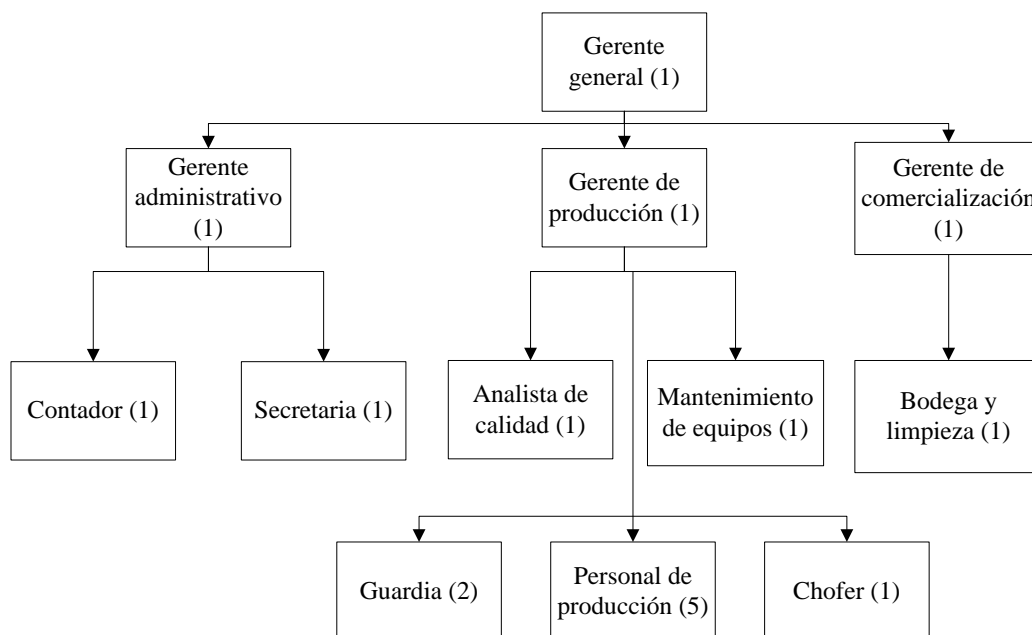 Gerente
general (1)
Gerente
administrativo
(1)
Gerente de
producción (1)
Gerente de
comercialización
(1)
Contador (1)
Secretaria (1)
Analista de
calidad (1)
Mantenimiento
de equipos (1)
Bodega y
limpieza (1)
Guardia (2)
Personal de
producción (5)
Chofer (1)